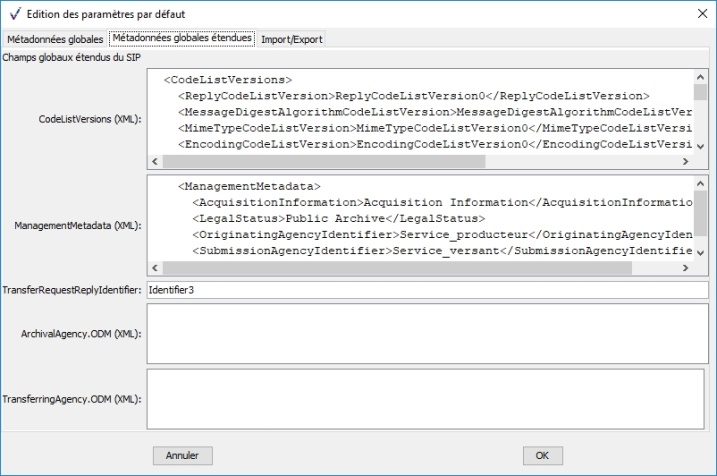 Edition des paramètres par défaut
Métadonnées globales Métadonnées globales étendues Import/Export
Champs globaux étendus du SIP
CodeListVersions (XML):
<CodeListVersions>
<ReplyCodeListVersion>ReplyCodeListVersion0</ReplyCodeListVersion>
<MessageDigestAlgorithmCodeListVersion>MessageDigestAlgorithmCodeListVer
<MimeTypeCodeListVersion>MimeTypeCodeListVersion0</MimeTypeCodeListVersi
<EncodingCodeListVersion>EncodingCodeListVersion0</EncodingCodeListVersi
ManagementMetadata (XML):
<ManagementMetadata>
<AcquisitionInformation>Acquisition Information</AcquisitionInformatio
<LegalStatus>Public Archive</LegalStatus>
<OriginatingAgencyIdentifier>Service_producteur</OriginatingAgencyIden
<SubmissionAgencyIdentifier>Service_versant</SubmissionAgencyIdentifie
TransferRequestReplyIdentifier: Identifier3
ArchivalAgency.ODM (XML):
TransferringAgency.ODM (XML):
Annuler OK